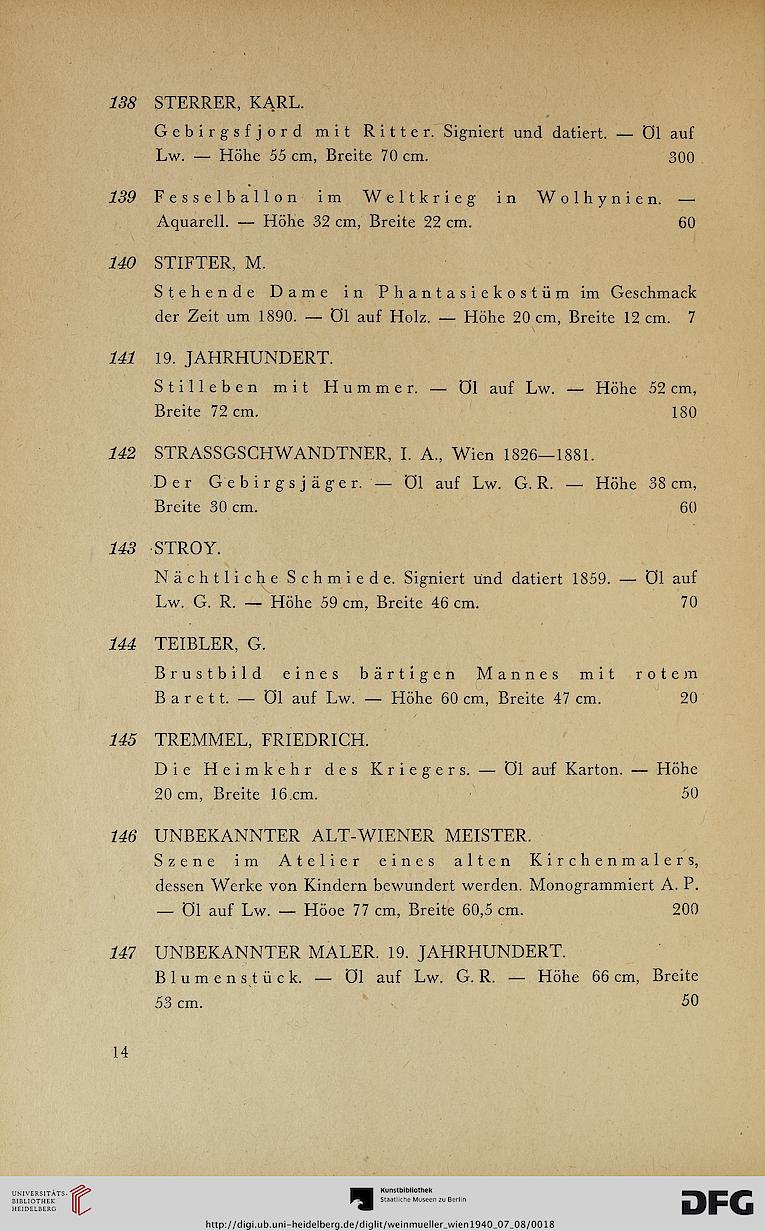 138 STERRER, KARL.
Gebirgsfjord mit Ritter. Signiert und datiert. — Öl auf
Lw. — Höhe 55 cm, Breite 70 cm. 300
139 Fesselballon im Weltkrieg in Wolhynien. —
Aquarell. — Höhe 32 cm, Breite 22 cm. 60
140 STIFTER, M.
Stehende Dame in Phantasiekostüm im Geschmack
der Zeit um 1890. — Öl auf Holz. — Höhe 20 cm, Breite 12 cm. 7
141 19. JAHRHUNDERT.
Stilleben mit Hummer. — Öl auf Lw. — Höhe 52 cm,
Breite 72 cm. 180
142 STRASSGSCHWANDTNER, I. A., Wien 1826—1881.
Der Gebirgsjäger. — Öl auf Lw. G. R. — Höhe 38 cm,
Breite 30 cm. 60
143 STROY.
Nächtliche Schmiede. Signiert und datiert 1859. — Öl auf
Lw. G. R. — Höhe 59 cm, Breite 46 cm. 70
144 TEIBLER, G.
Brustbild eines bärtigen Mannes mit rotem
Barett. — Öl auf Lw. — Höhe 60 cm, Breite 47 cm. 20
145 TREMMEL, FRIEDRICH.
Die Heimkehr des Kriegers. — Öl auf Karton. — Höhe
20 cm, Breite 16 cm. 50
146 UNBEKANNTER ALT-WIENER MEISTER.
Szene im Atelier eines alten Kirchenmalers,
dessen Werke von Kindern bewundert werden. Monogrammiert A. P.
— Öl auf Lw. — Höoe 77 cm, Breite 60,5 cm. 200
147 UNBEKANNTER MALER. 19. JAHRHUNDERT.
Blumenstück. — Öl auf Lw. G. R. — Höhe 66 cm, Breite
53 cm. 50
14
UNIVERSITÄTS-
BIBLIOTHEK
HEIDELBERG
Kunstbibliothek
Staatliche Museen zu Berlin
DFG
http://digi.ub.uni-heidelberg.de/diglit/weinmueller_wien1940_07_08/0018